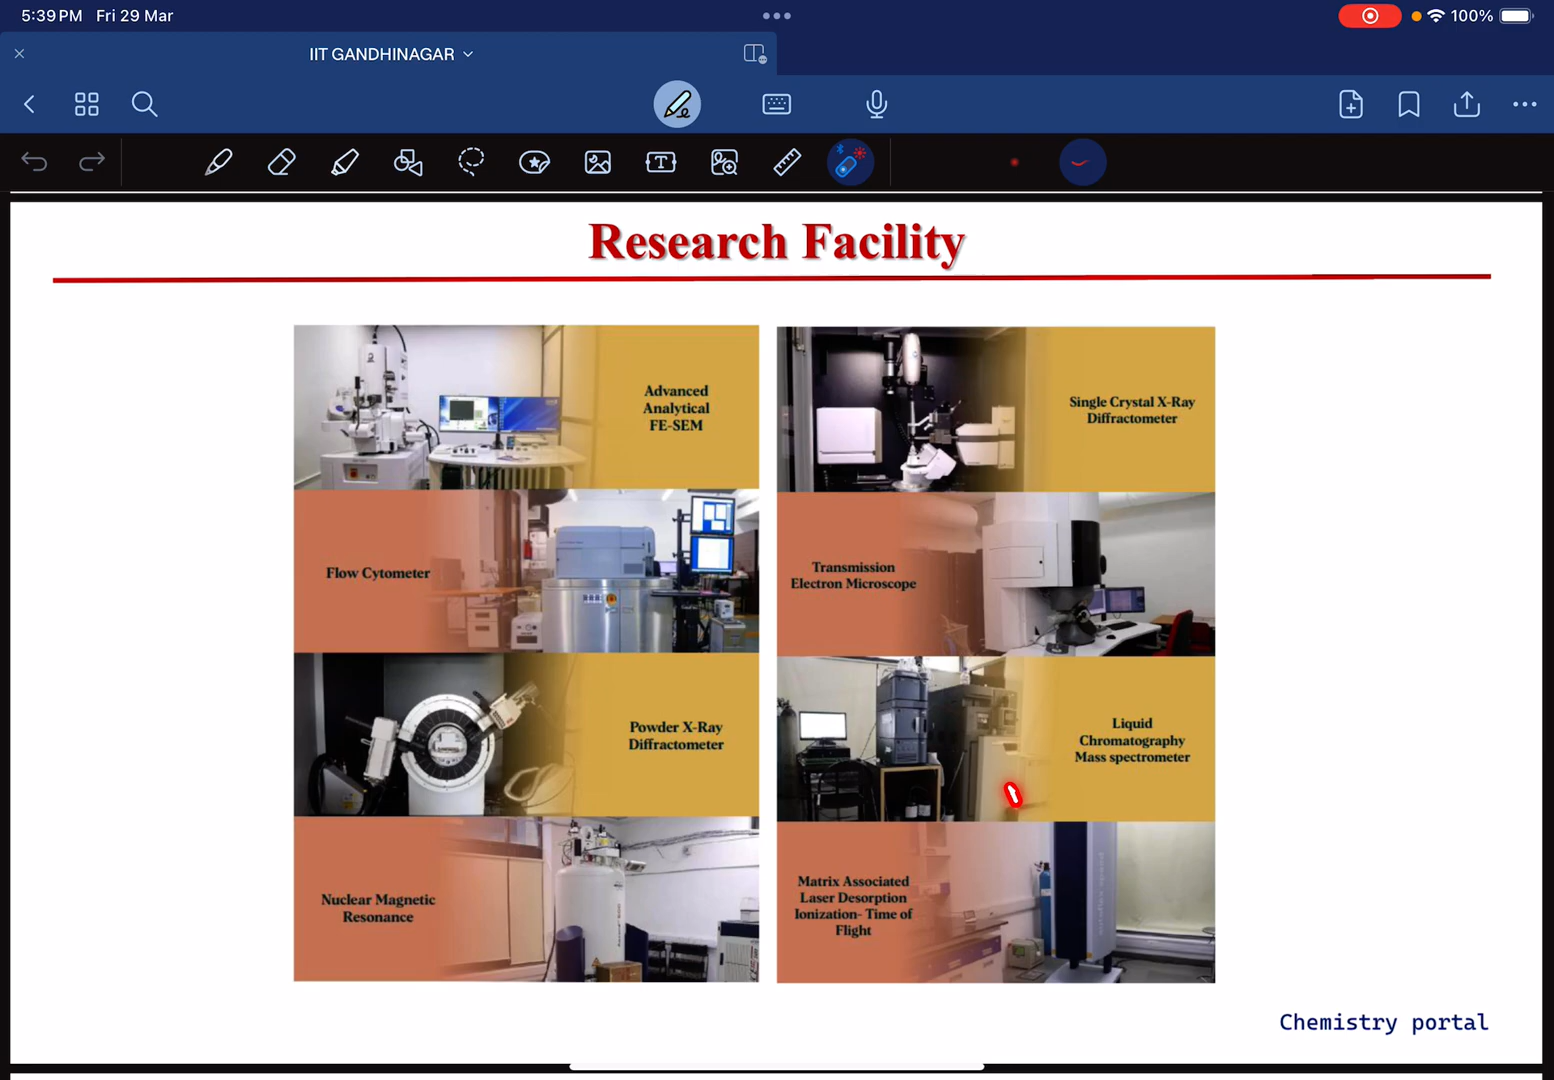 5:39 PM Fri 29 Mar
100%
IIT GANDHINAGAR
Research Facility
Advanced
Analytical
FE-SEM
Single Crystal X-Ray
Diffractometer
Flow Cytometer
Transmission
Electron Microscope
Powder X-Ray
Diffractometer
Liquid
Chromatography
Mass spectrometer
Nuclear Magnetic
Resonance
Matrix Associated
Laser Desorption
Ionization- Time of
Flight
Chemistry portal